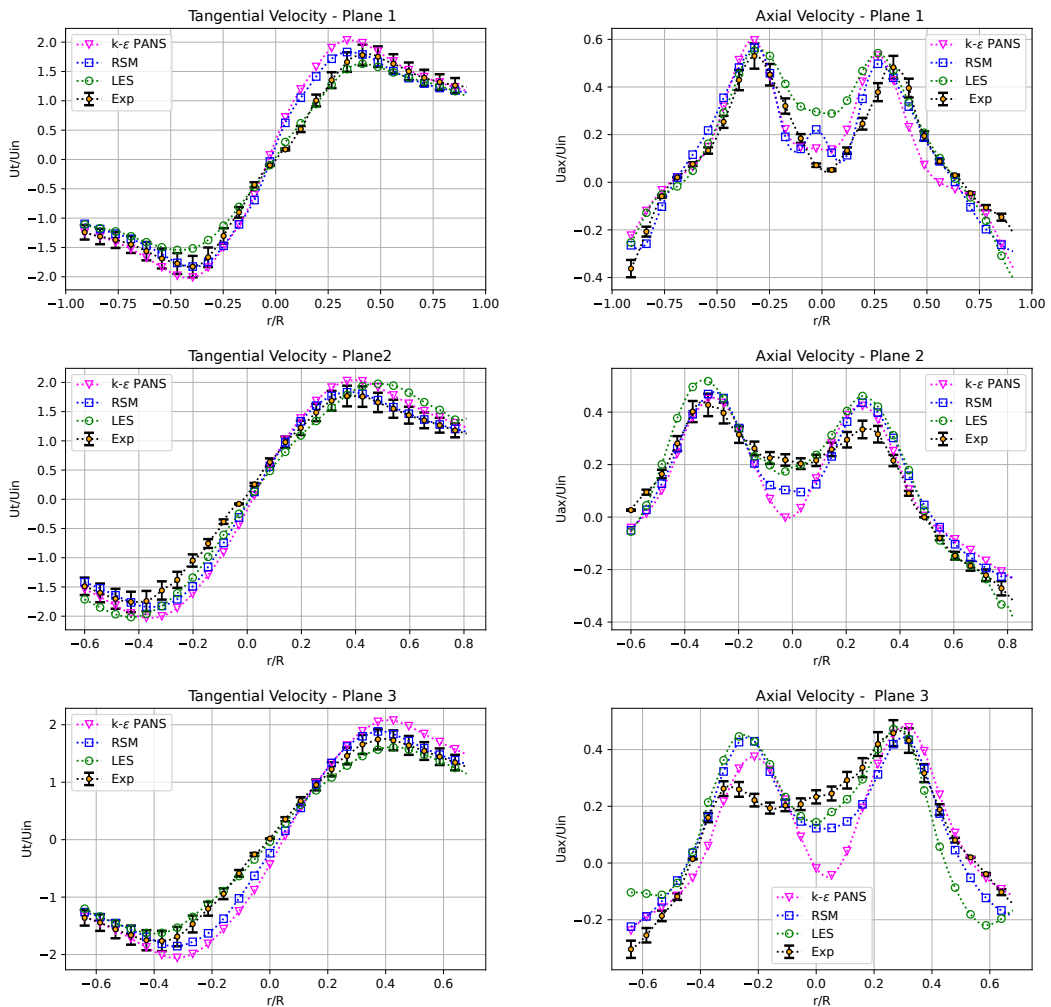 Tangential Velocity - Plane 1
Ut/Uin
2.0
1.5
1.0
0.5
0.0
−0.5
−1.0
−1.5
−2.0
k-ε PANS
RSM
LES
Exp
−1.00 −0.75 −0.50 −0.25 0.00 0.25 0.50 0.75 1.00
r/R
Axial Velocity - Plane 1
Uax/Uin
0.6
0.4
0.2
0.0
−0.2
−0.4
k-ε PANS
RSM
LES
Exp
−1.00 −0.75 −0.50 −0.25 0.00 0.25 0.50 0.75 1.00
r/R
Tangential Velocity - Plane2
Ut/Uin
2.0
1.5
1.0
0.5
0.0
−0.5
−1.0
−1.5
−2.0
k-ε PANS
RSM
LES
Exp
−0.6 −0.4 −0.2 0.0 0.2 0.4 0.6 0.8
r/R
Axial Velocity - Plane 2
Uax/Uin
0.4
0.2
0.0
−0.2
−0.4
k-ε PANS
RSM
LES
Exp
−0.6 −0.4 −0.2 0.0 0.2 0.4 0.6 0.8
r/R
Tangential Velocity - Plane 3
Ut/Uin
2
1
0
−1
−2
k-ε PANS
RSM
LES
Exp
−0.6 −0.4 −0.2 0.0 0.2 0.4 0.6
r/R
Axial Velocity - Plane 3
Uax/Uin
0.4
0.2
0.0
−0.2
k-ε PANS
RSM
LES
Exp
−0.6 −0.4 −0.2 0.0 0.2 0.4 0.6
r/R